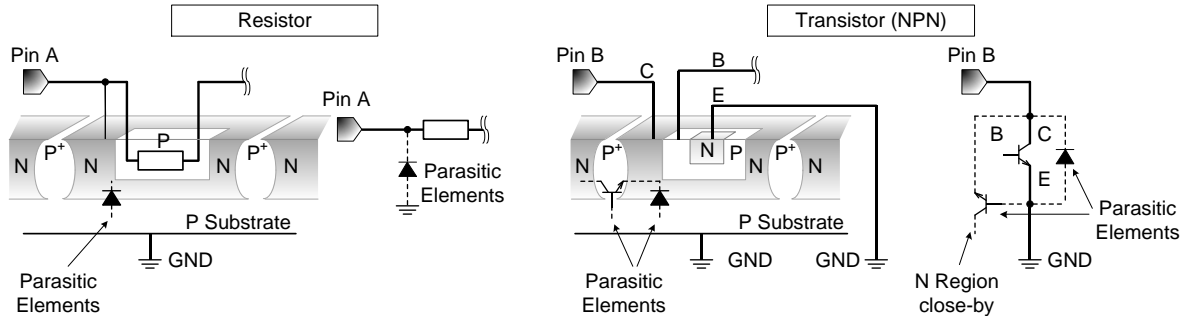 Resistor
Pin A
N
P+
N
P
N
P+
N
P Substrate
GND
Parasitic
Elements
Pin A
Parasitic
Elements
Transistor (NPN)
Pin B
C
B
E
N
P+
N
N
P
N
P+
N
P Substrate
GND
GND
Parasitic
Elements
Pin B
B
C
E
Parasitic
Elements
GND
N Region
close-by